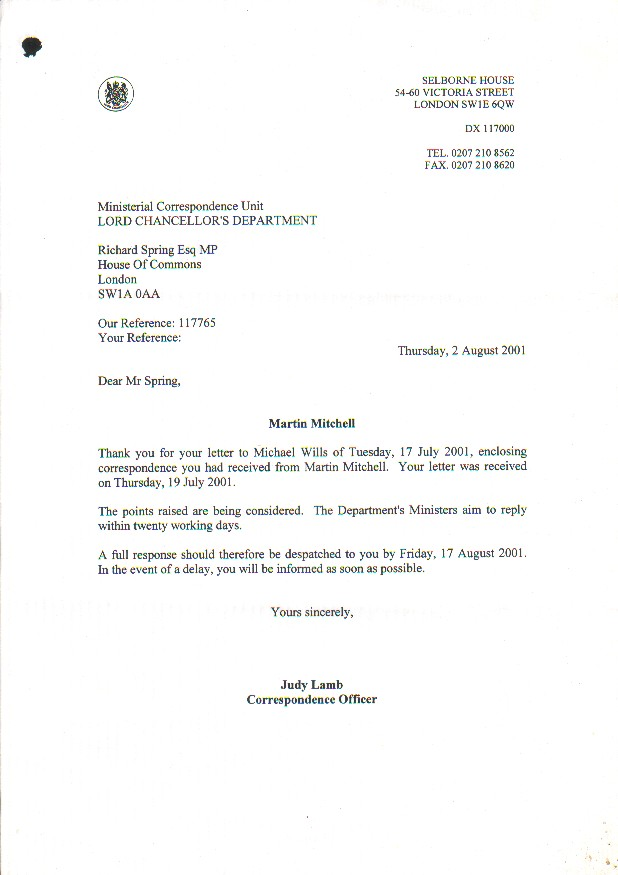 SELBORNE HOUSE
54-60 VICTORIA STREET
LONDON SW1E 6QW
DX 117000
TEL. 0207 210 8562
FAX. 0207 210 8620
Ministerial Correspondence Unit
LORD CHANCELLOR'S DEPARTMENT
Richard Spring Esq MP
House Of Commons
London
SW1A 0AA
Our Reference: 117765
Your Reference:
Thursday, 2 August 2001
Dear Mr Spring,
Martin Mitchell
Thank you for your letter to Michael Wills of Tuesday, 17 July 2001, enclosing
correspondence you had received from Martin Mitchell. Your letter was received
on Thursday, 19 July 2001.
The points raised are being considered. The Department's Ministers aim to reply
within twenty working days.
A full response should therefore be despatched to you by Friday, 17 August 2001.
In the event of a delay, you will be informed as soon as possible.
Yours sincerely,
Judy Lamb
Correspondence Officer